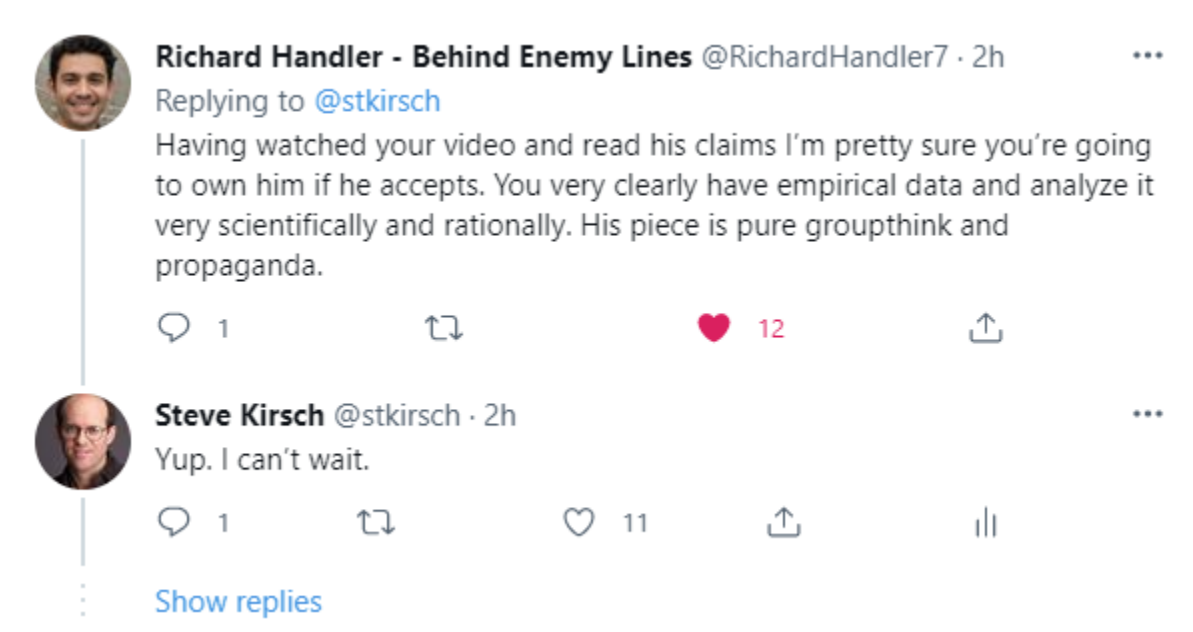 Richard Handler - Behind Enemy Lines @RichardHandler7 · 2h
Replying to @stkirsch
Having watched your video and read his claims I’m pretty sure you’re going
to own him if he accepts. You very clearly have empirical data and analyze it
very scientifically and rationally. His piece is pure groupthink and
propaganda.
1 12
Steve Kirsch @stkirsch · 2h
Yup. I can’t wait.
1 11
Show replies